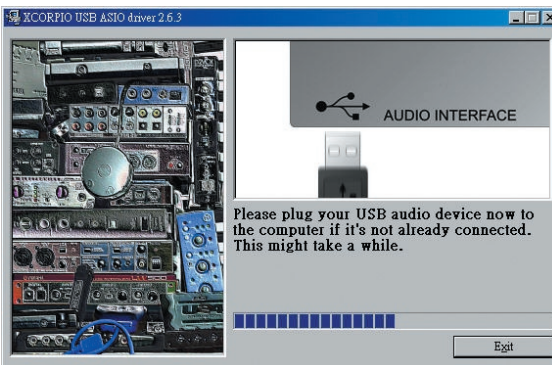 XCORPIO USB ASIO driver 2.6.3
AUDIO INTERFACE
Please plug your USB audio device now to
the computer if it's not already connected.
This might take a while.
Exit